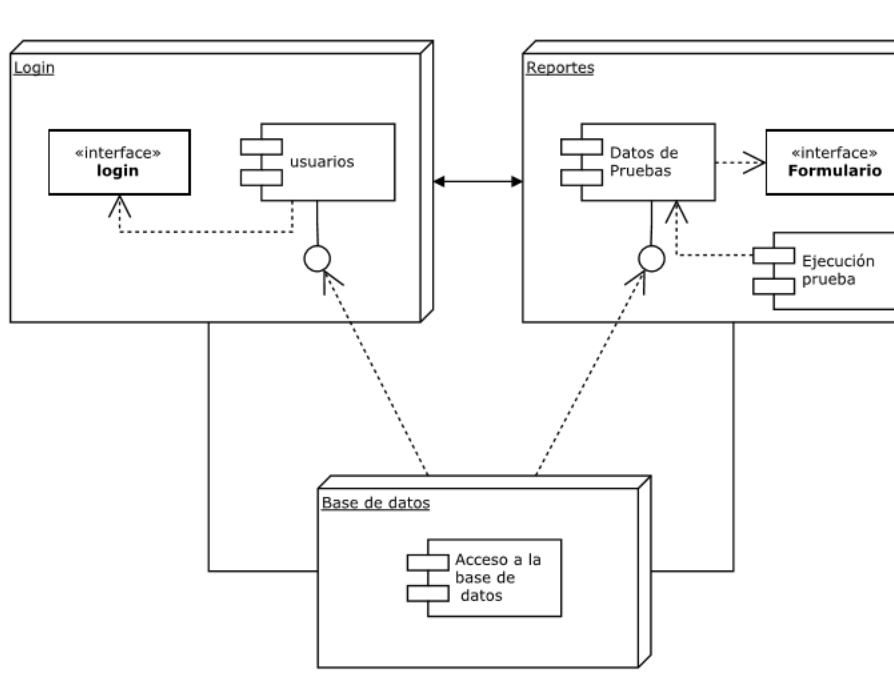 Login
«interface»
login
usuarios
Reportes
Datos de
Pruebas
«interface»
Formulario
Ejecución
prueba
Base de datos
Acceso a la
base de
datos